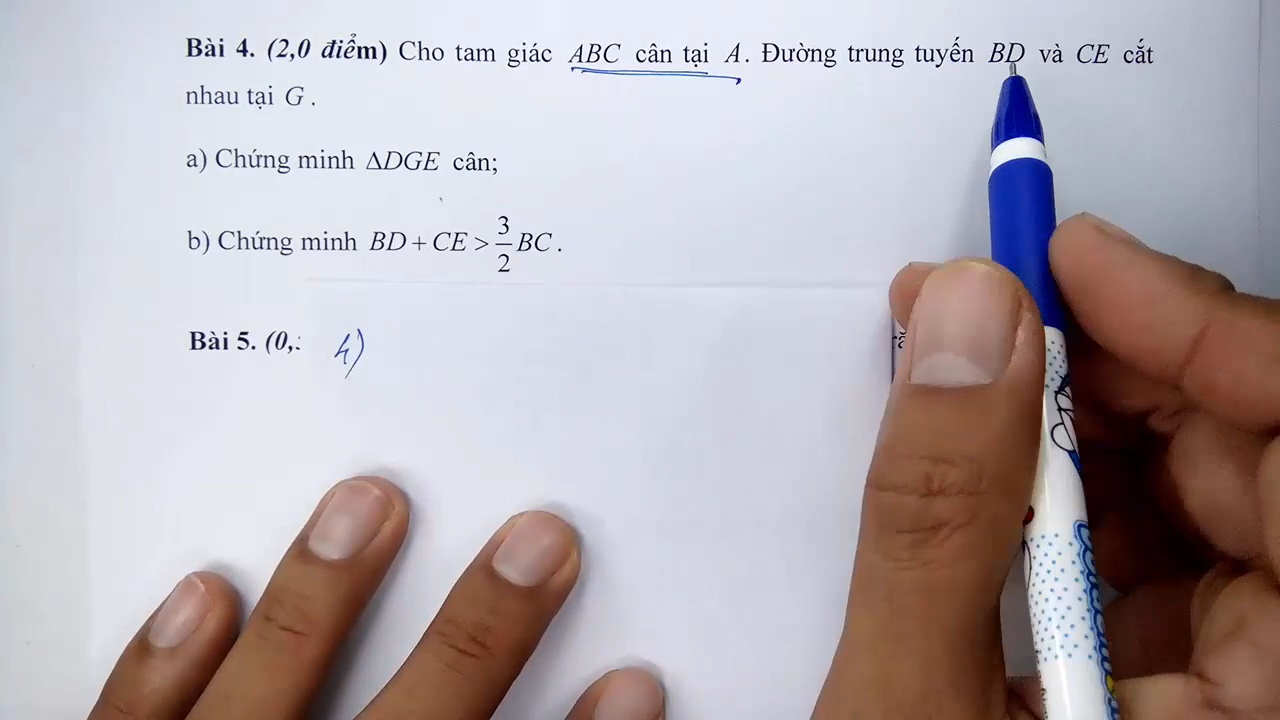 Bài 4. (2,0 điểm) Cho tam giác ABC cân tại A. Đường trung tuyến BD và CE cắt
nhau tại G.
a) Chứng minh ΔDGE cân;
b) Chứng minh BD + CE > 3/2 BC.
Bài 5. (0,
4)